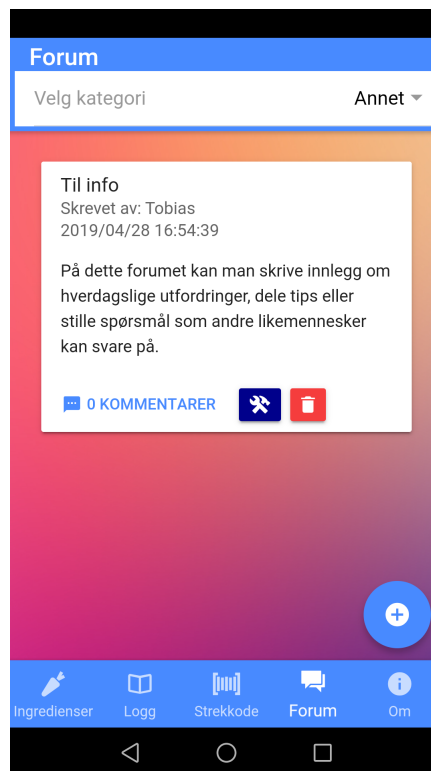 Forum
Velg kategori Annet
Til info
Skrevet av: Tobias
2019/04/28 16:54:39
På dette forumet kan man skrive innlegg om
hverdagslige utfordringer, dele tips eller
stille spørsmål som andre likemennesker
kan svare på.
0 KOMMENTARER
Ingredienser Logg Strekkode Forum Om